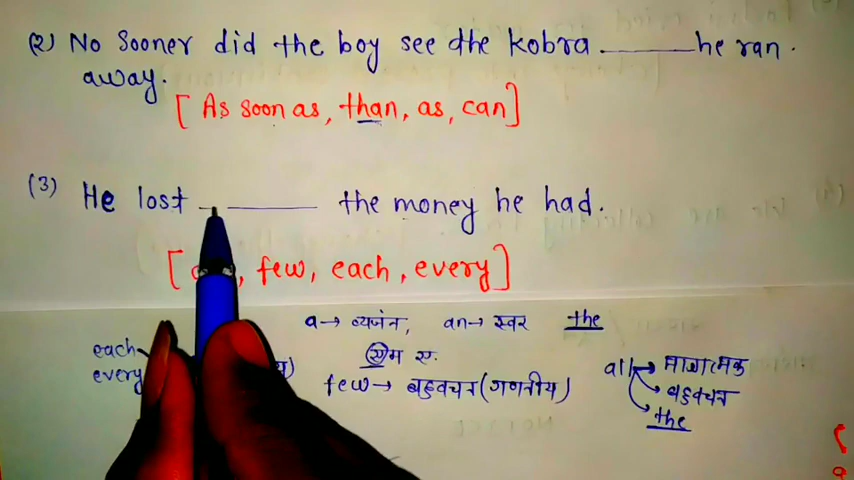 (2) No Sooner did the boy see the kobra ______ he ran.
away.
[As soon as, than, as, can]
(3) He lost ______ the money he had.
few, each, every]
a → व्यजंन, an → स्वर the
each
every
few → बहुवचन (गणनीय)
all → मात्रात्मक
→ बहुवचन
→ the